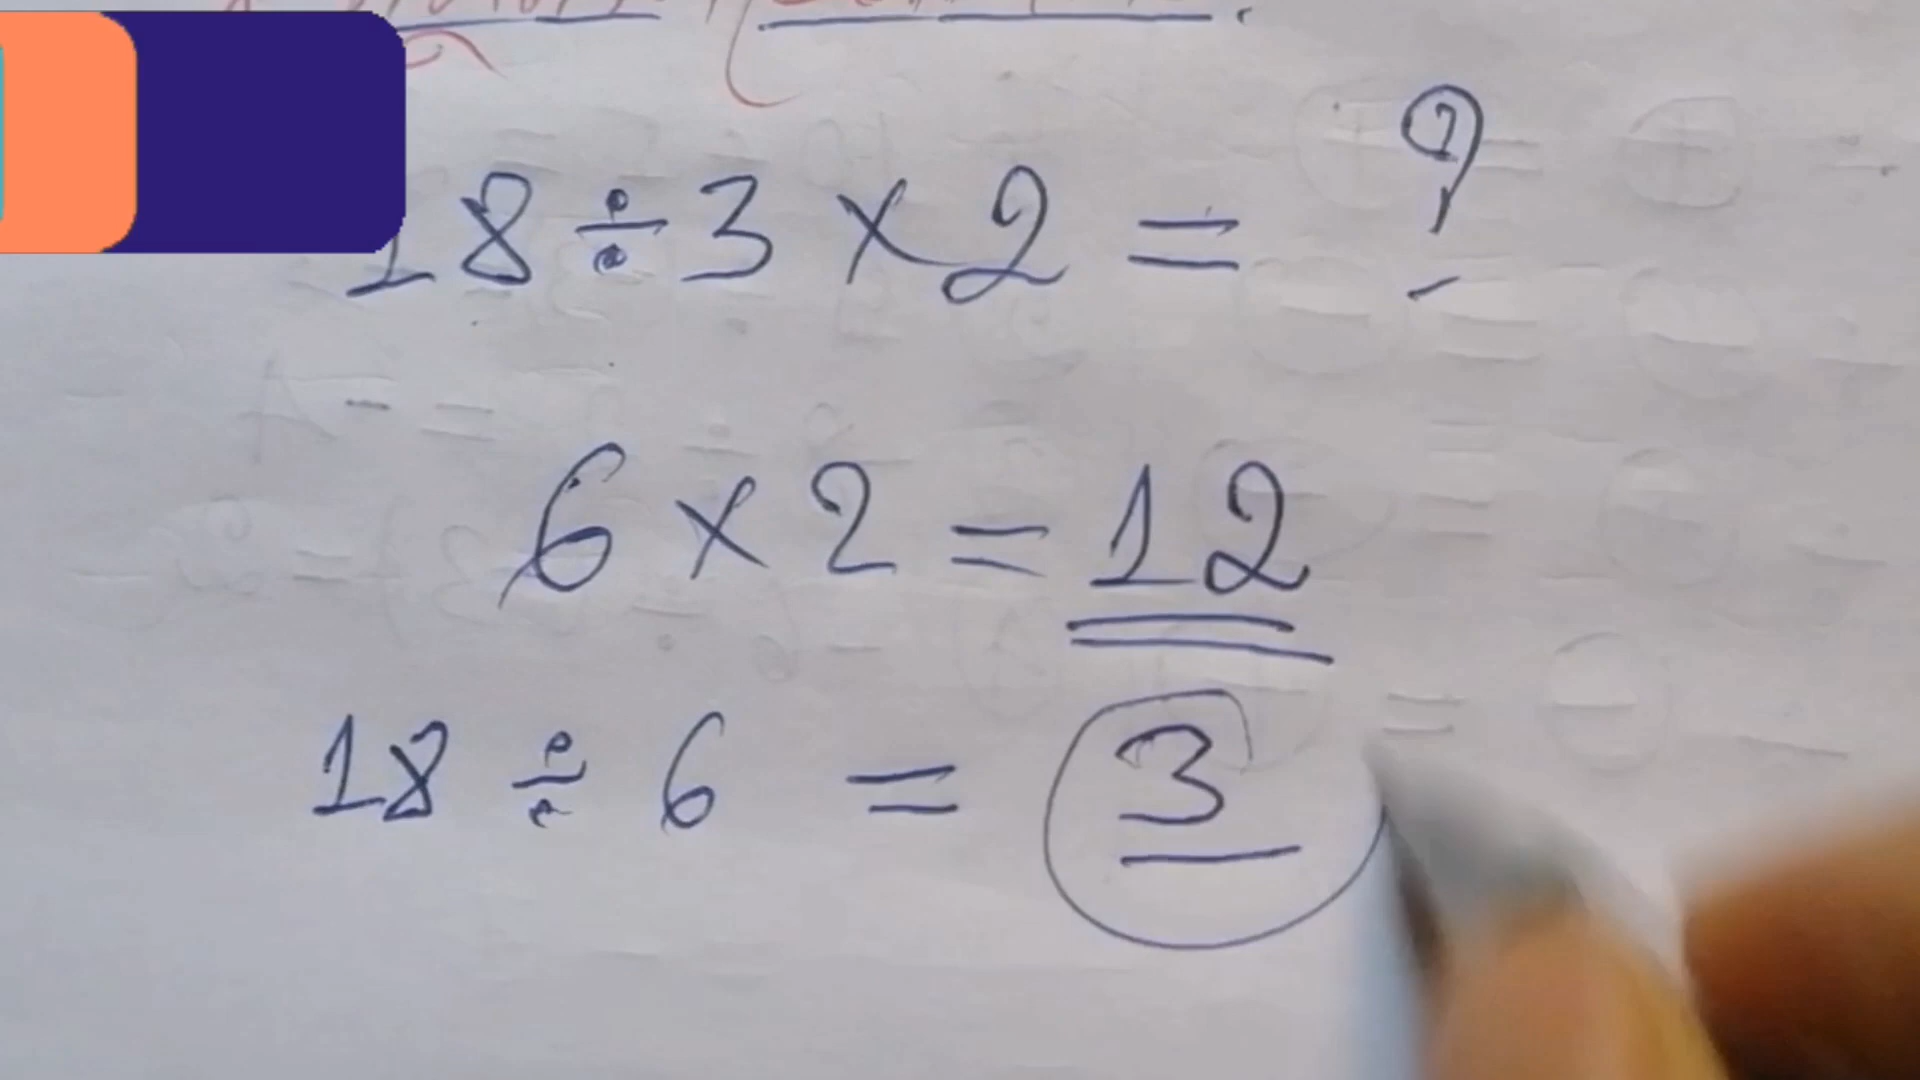 18 ÷ 3 × 2 = ?
6 × 2 = 12
18 ÷ 6 = 3